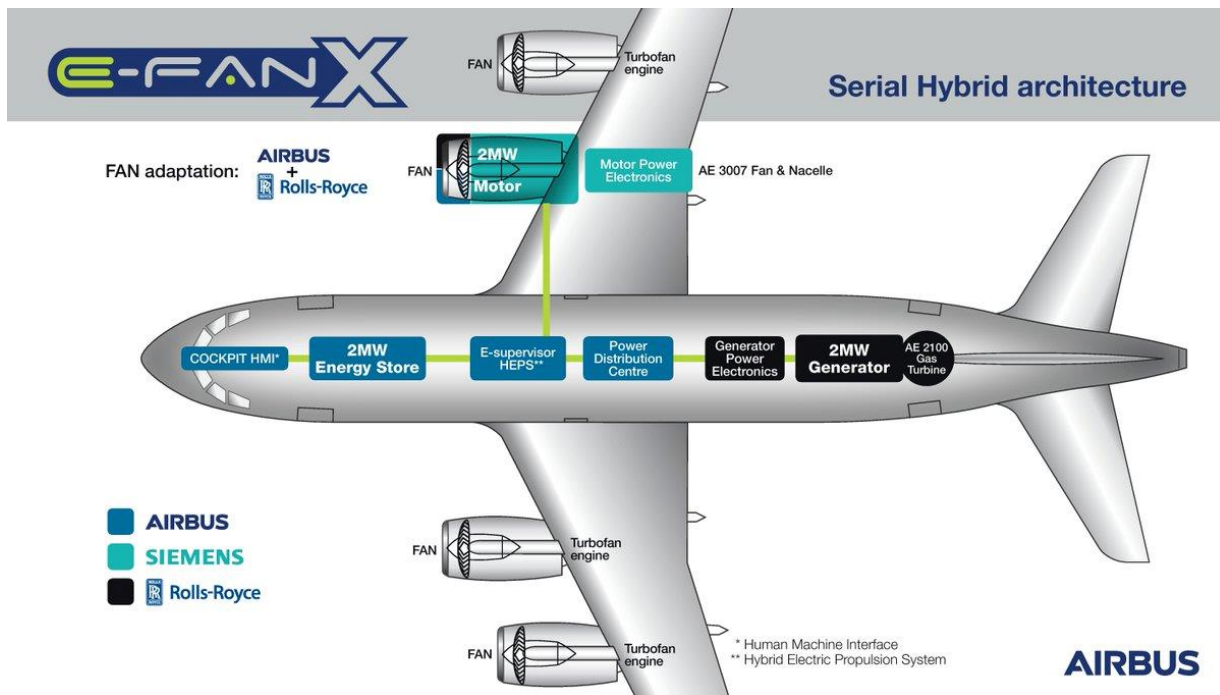 E-FAN X
Serial Hybrid architecture
FAN
Turbofan
engine
FAN adaptation:
AIRBUS
+
Rolls-Royce
FAN
2MW
Motor
Motor Power
Electronics
AE 3007 Fan & Nacelle
COCKPIT HMI*
2MW
Energy Store
E-supervisor
HEPS**
Power
Distribution
Centre
Generator
Power
Electronics
2MW
Generator
AE 2100
Gas
Turbine
AIRBUS
SIEMENS
Rolls-Royce
FAN
Turbofan
engine
FAN
Turbofan
engine
* Human Machine Interface
** Hybrid Electric Propulsion System
AIRBUS